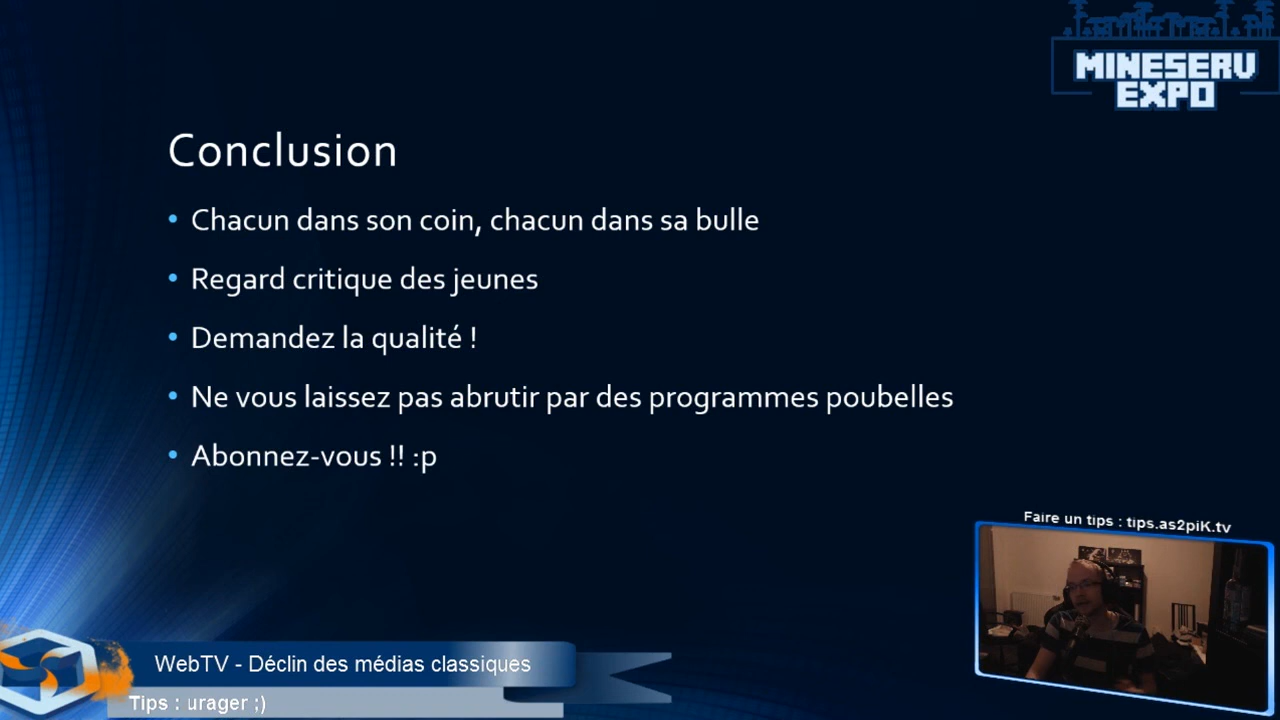 MINESERV
EXPO
Conclusion
• Chacun dans son coin, chacun dans sa bulle
• Regard critique des jeunes
• Demandez la qualité !
• Ne vous laissez pas abrutir par des programmes poubelles
• Abonnez-vous !! :p
Faire un tips : tips.as2piK.tv
WebTV - Déclin des médias classiques
Tips : urager ;)